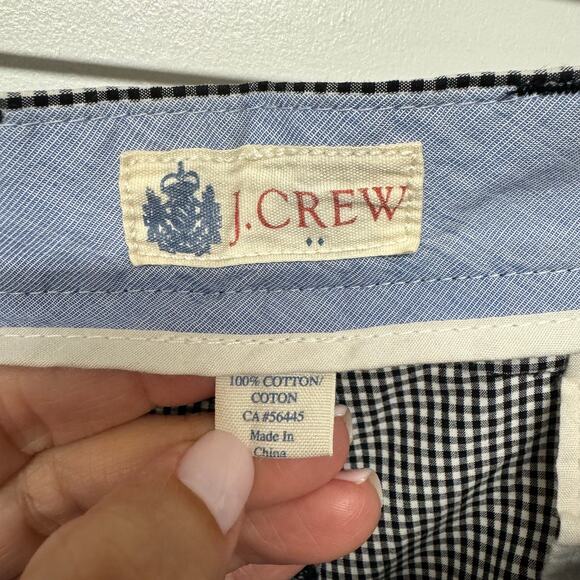 J.CREW
100% COTTON/
COTON
CA #56445
Made In
China